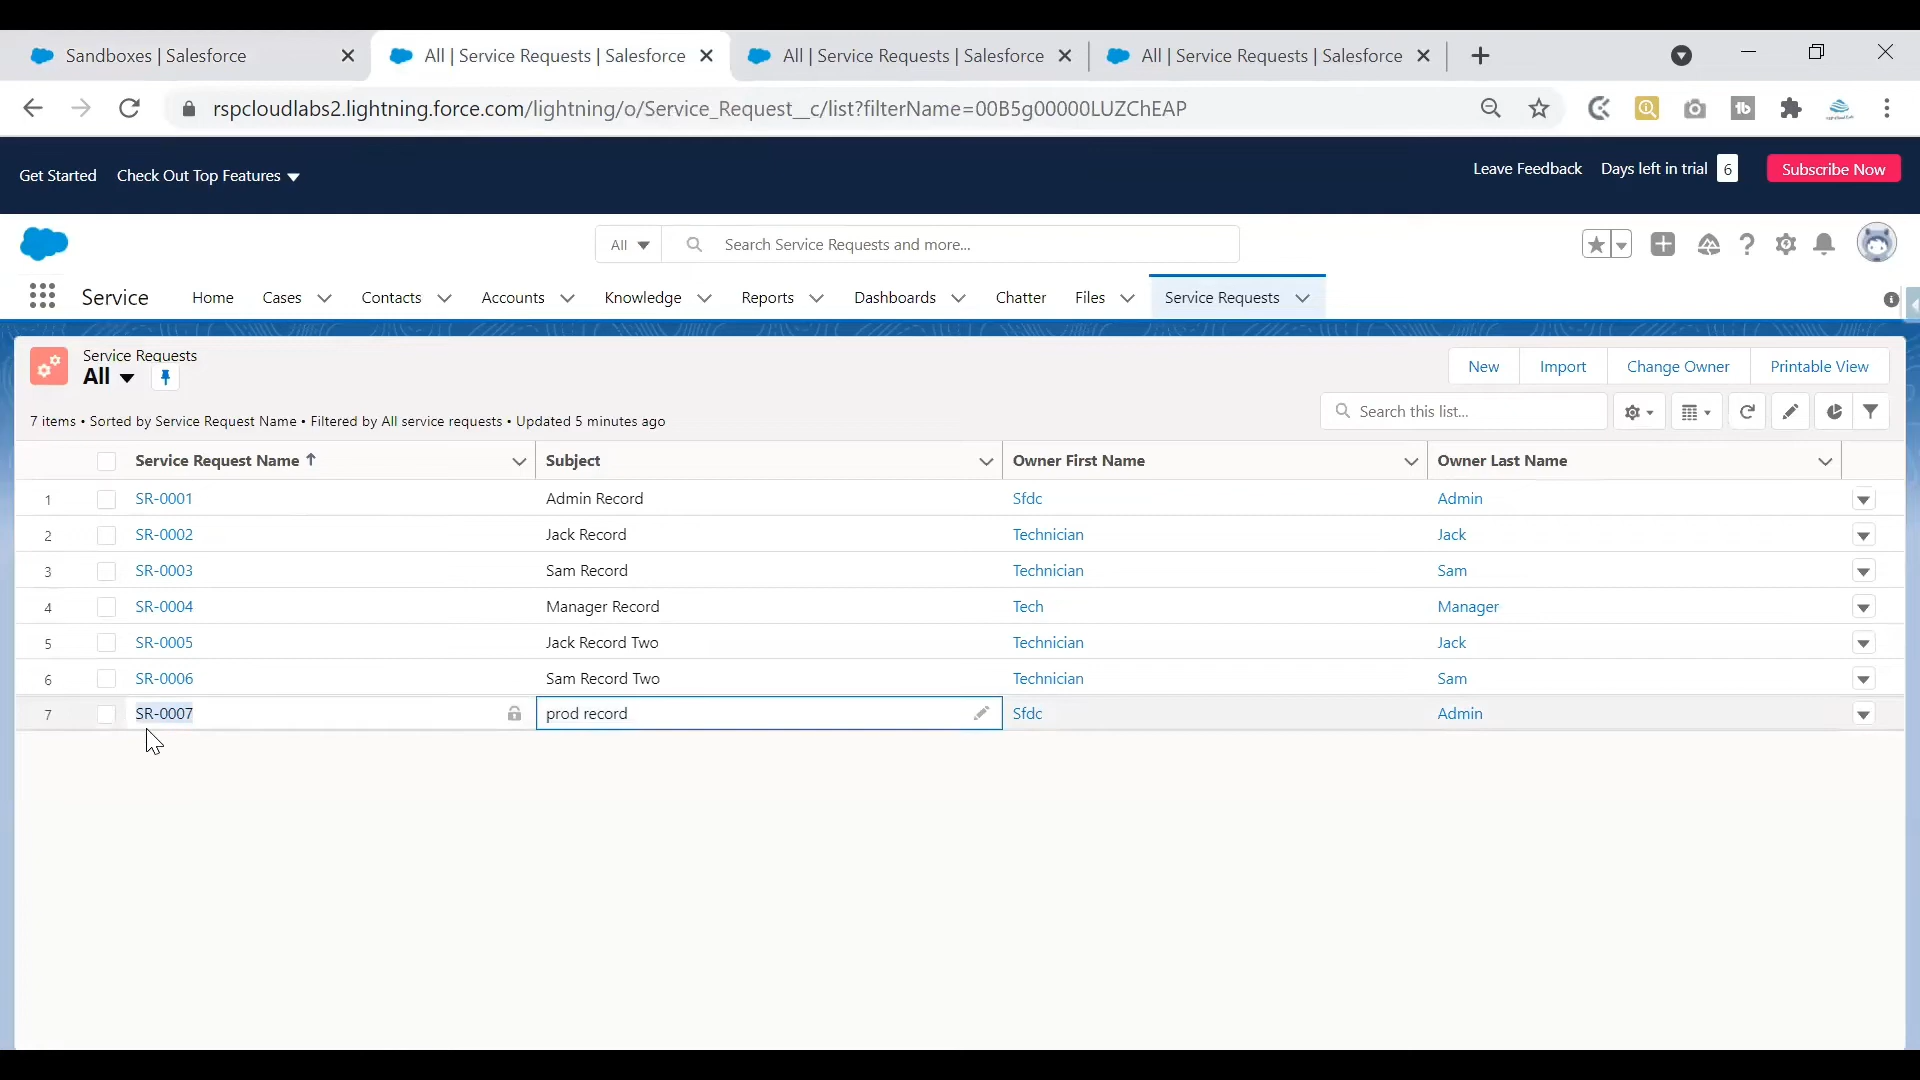 Sandboxes | Salesforce
All | Service Requests | Salesforce
All | Service Requests | Salesforce
All | Service Requests | Salesforce
rspcloudlabs2.lightning.force.com/lightning/o/Service_Request__c/list?filterName=00B5g00000LUZChEAP
Get Started
Check Out Top Features
Leave Feedback
Days left in trial 6
Subscribe Now
All
Search Service Requests and more...
Service
Home
Cases
Contacts
Accounts
Knowledge
Reports
Dashboards
Chatter
Files
Service Requests
Service Requests
All
New
Import
Change Owner
Printable View
7 items • Sorted by Service Request Name • Filtered by All service requests • Updated 5 minutes ago
Search this list...
Service Request Name Subject Owner First Name Owner Last Name
1 SR-0001 Admin Record Sfdc Admin
2 SR-0002 Jack Record Technician Jack
3 SR-0003 Sam Record Technician Sam
4 SR-0004 Manager Record Tech Manager
5 SR-0005 Jack Record Two Technician Jack
6 SR-0006 Sam Record Two Technician Sam
7 SR-0007 prod record Sfdc Admin